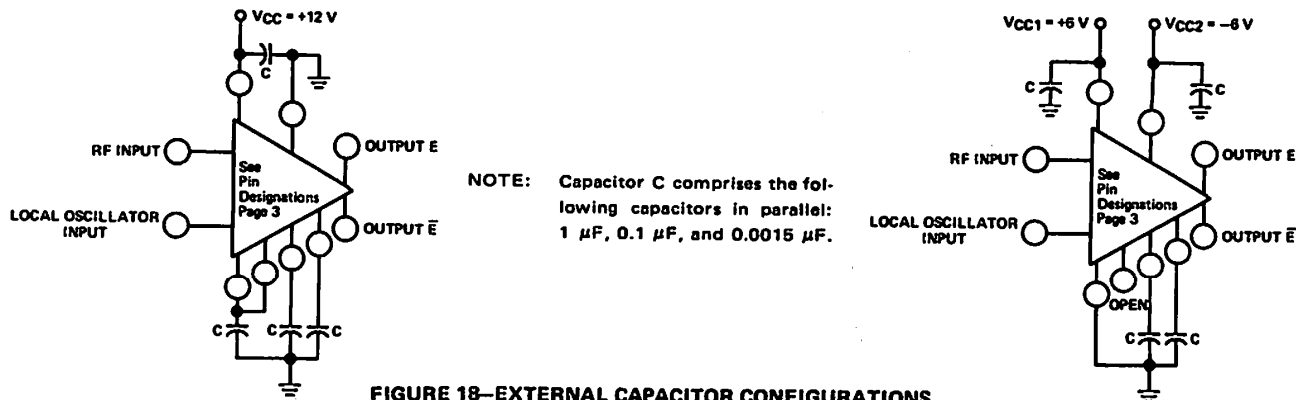 VCC = +12 V
C
RF INPUT
LOCAL OSCILLATOR
INPUT
See
Pin
Designations
Page 3
OUTPUT E
OUTPUT E̅
C
C
C
NOTE: Capacitor C comprises the fol-
lowing capacitors in parallel:
1 µF, 0.1 µF, and 0.0015 µF.
VCC1 = +6 V
VCC2 = −6 V
C
C
RF INPUT
LOCAL OSCILLATOR
INPUT
See
Pin
Designations
Page 3
OUTPUT E
OUTPUT E̅
OPEN
C
C
FIGURE 18—EXTERNAL CAPACITOR CONFIGURATIONS